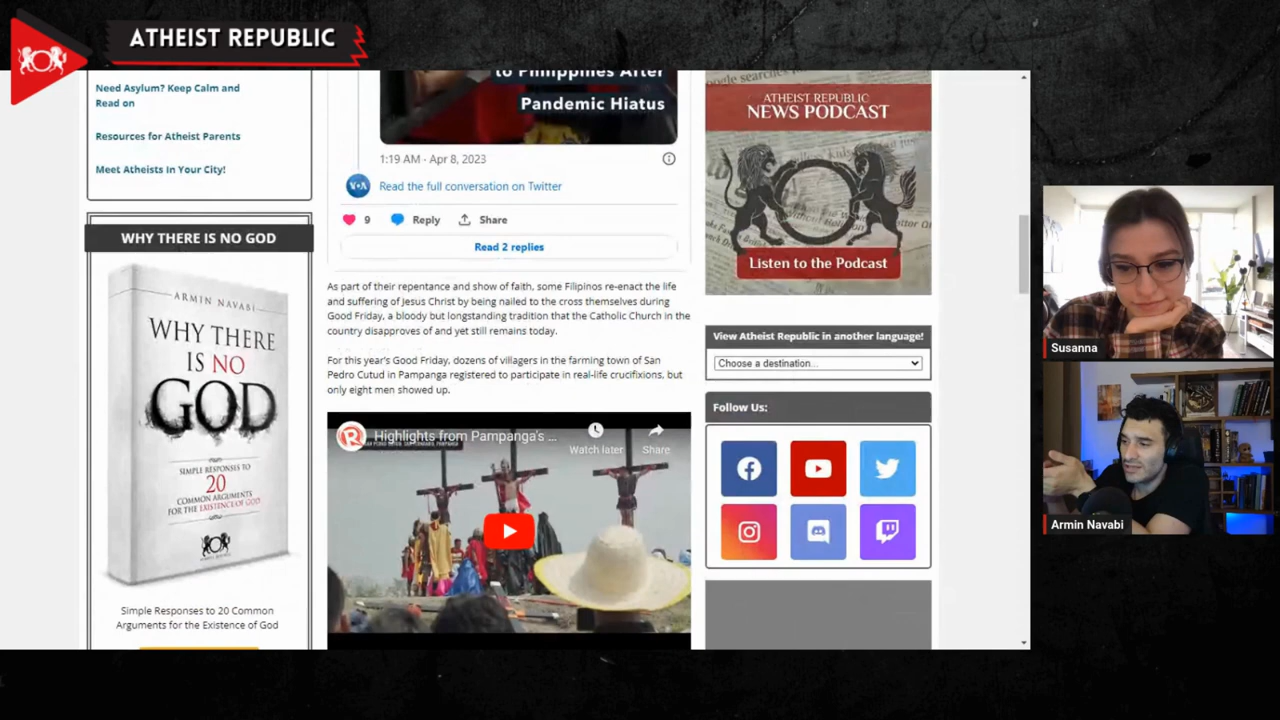 ATHEIST REPUBLIC
Need Asylum? Keep Calm and
Read on
Resources for Atheist Parents
Meet Atheists In Your City!
WHY THERE IS NO GOD
ARMIN NAVABI
WHY THERE
IS NO
GOD
SIMPLE RESPONSES TO
20
COMMON ARGUMENTS
FOR THE EXISTENCE OF GOD
Simple Responses to 20 Common
Arguments for the Existence of God
to Philippines After
Pandemic Hiatus
1:19 AM · Apr 8, 2023
VOA
Read the full conversation on Twitter
9 Reply Share
Read 2 replies
As part of their repentance and show of faith, some Filipinos re-enact the life
and suffering of Jesus Christ by being nailed to the cross themselves during
Good Friday, a bloody but longstanding tradition that the Catholic Church in the
country disapproves of and yet still remains today.
For this year's Good Friday, dozens of villagers in the farming town of San
Pedro Cutud in Pampanga registered to participate in real-life crucifixions, but
only eight men showed up.
Highlights from Pampanga's ...
Watch later
Share
ATHEIST REPUBLIC
NEWS PODCAST
Listen to the Podcast
View Atheist Republic in another language!
Choose a destination...
Follow Us:
Susanna
Armin Navabi